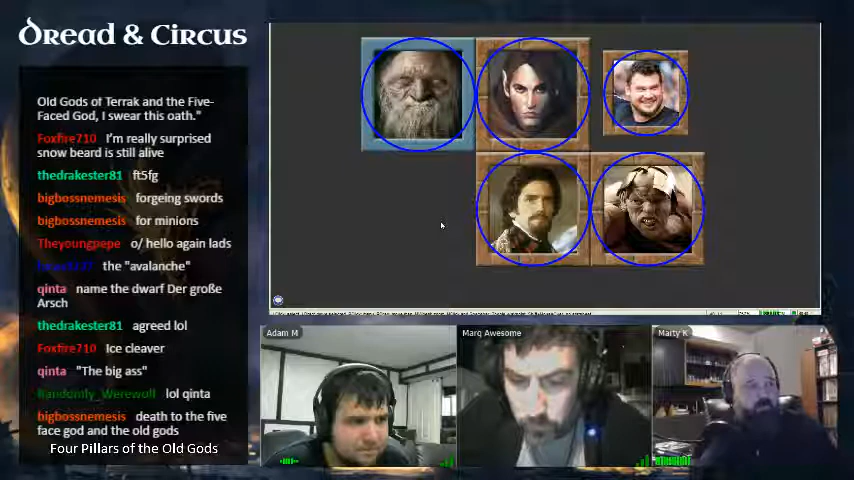 Dread & Circus
Old Gods of Terrak and the Five-
Faced God, I swear this oath."
Foxfire710 I'm really surprised
snow beard is still alive
thedrakester81 ft5fg
bigbossnemesis forgeing swords
bigbossnemesis for minions
Theyoungpepe o/ hello again lads
the "avalanche"
qinta name the dwarf Der große
Arsch
thedrakester81 agreed lol
Foxfire710 Ice cleaver
qinta "The big ass"
Randomly_Werewolf lol qinta
bigbossnemesis death to the five
face god and the old gods
Four Pillars of the Old Gods
Adam M
Marq Awesome
Marty K